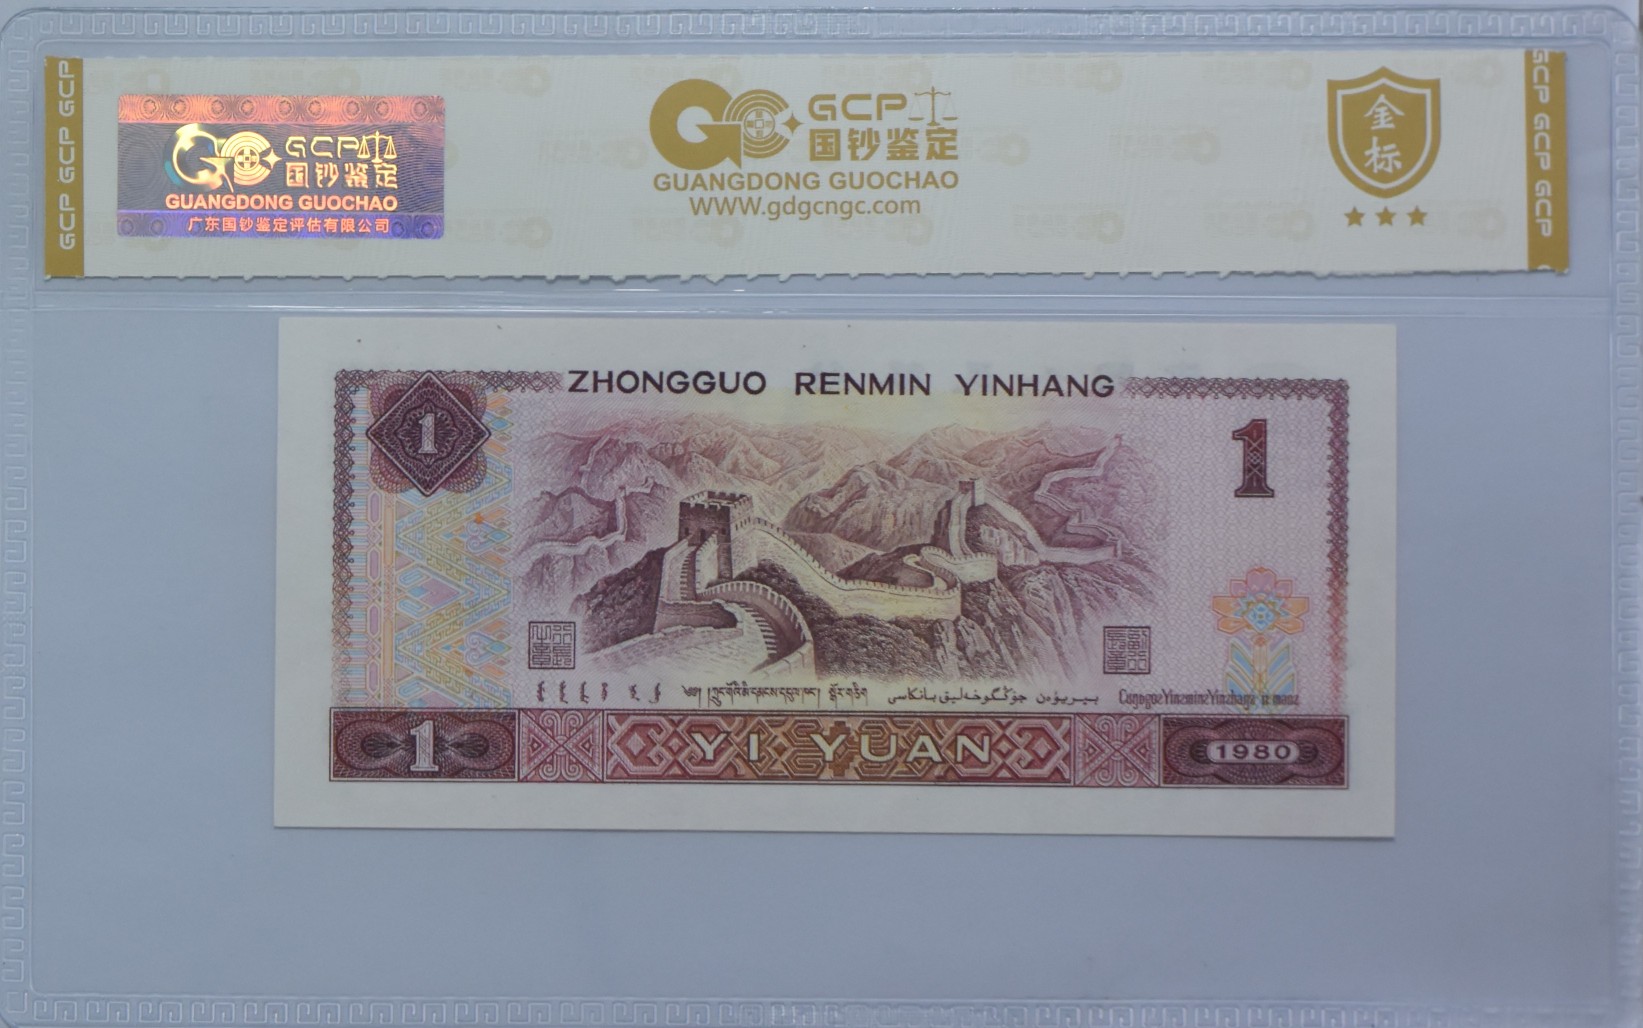 GCP GCP GCP
GCP
国钞鉴定
GUANGDONG GUOCHAO
广东国钞鉴定评估有限公司
GCP
国钞鉴定
GUANGDONG GUOCHAO
WWW.gdgcngc.com
金标
GCP GCP GCP
ZHONGGUO RENMIN YINHANG
1
1
1
YI YUAN
1980